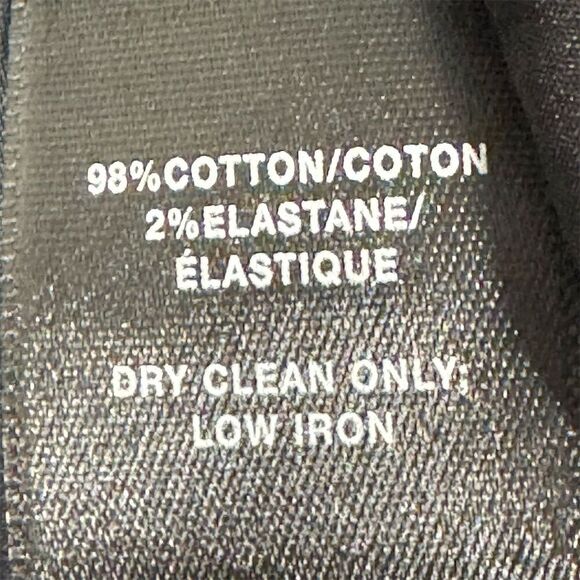 98%COTTON/COTON
2%ELASTANE/
ÉLASTIQUE
DRY CLEAN ONLY;
LOW IRON